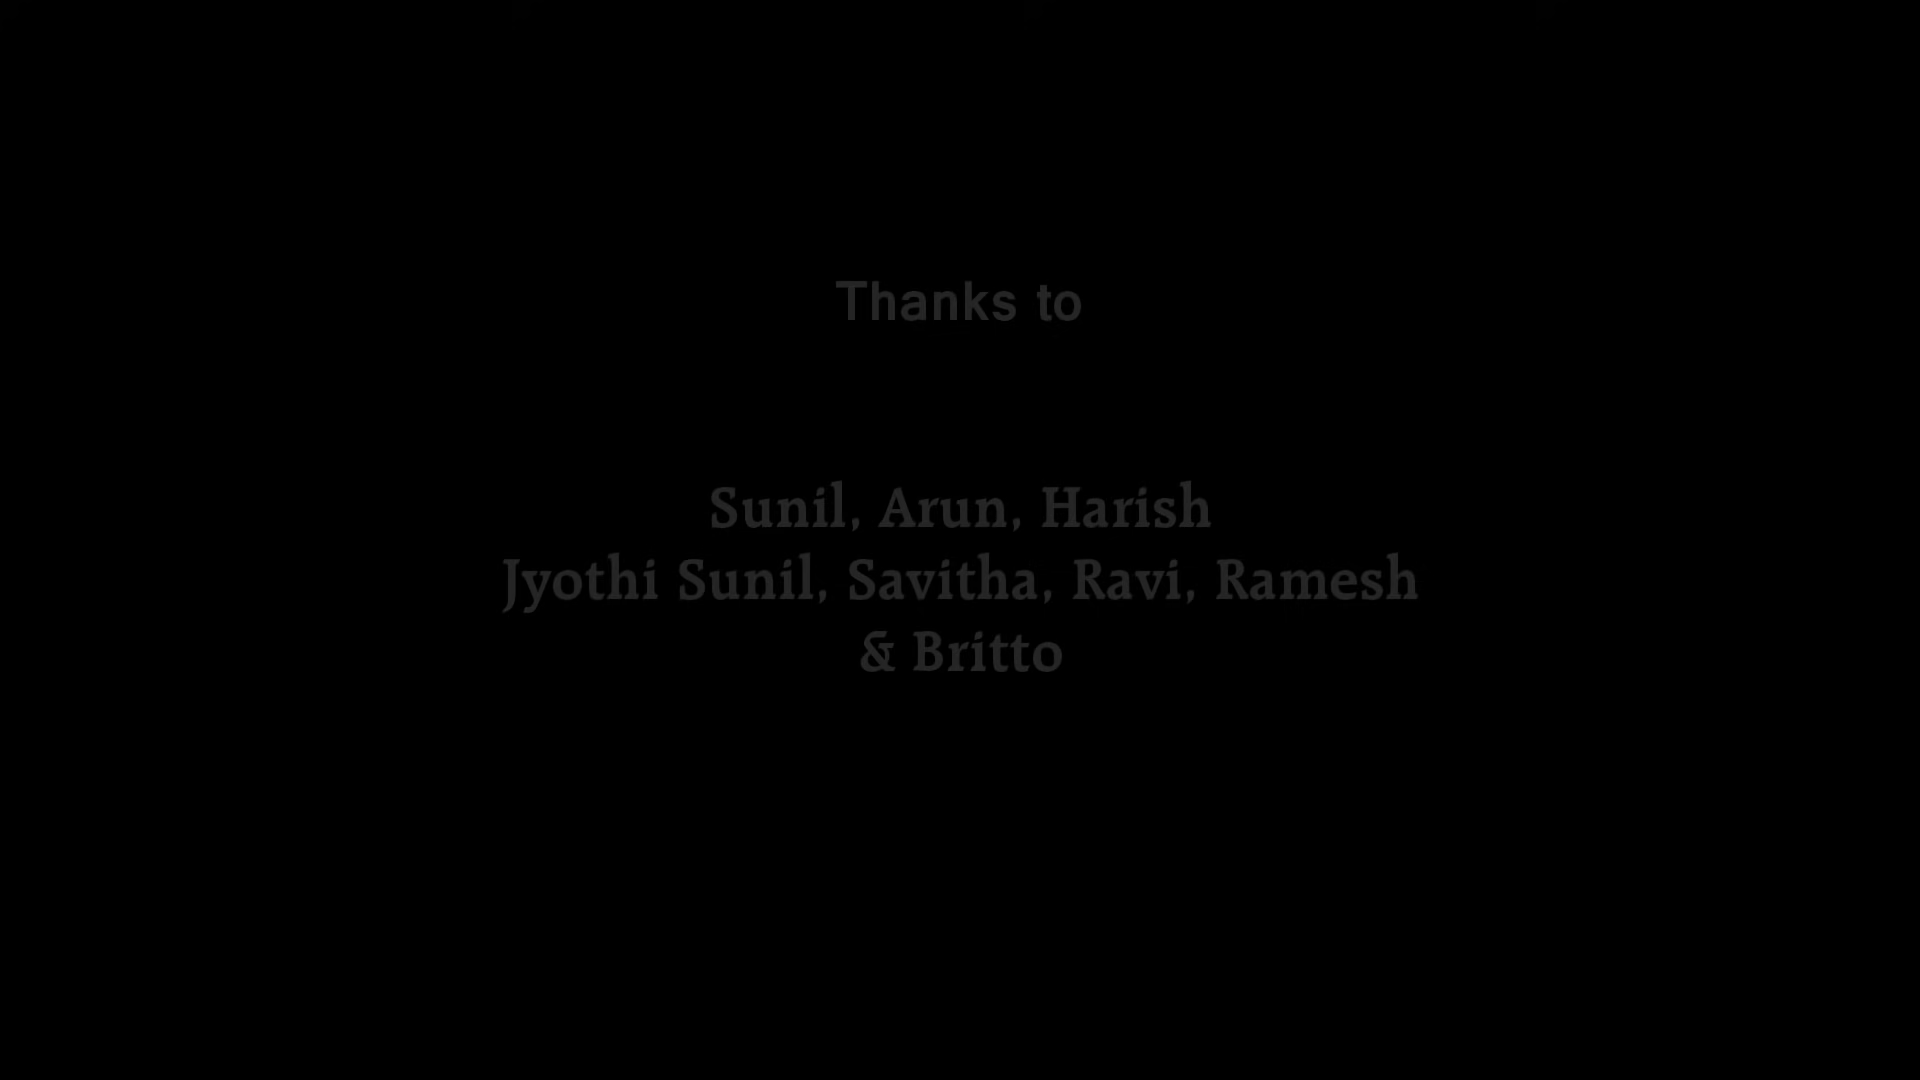 Thanks to
Sunil, Arun, Harish
Jyothi Sunil, Savitha, Ravi, Ramesh
& Britto